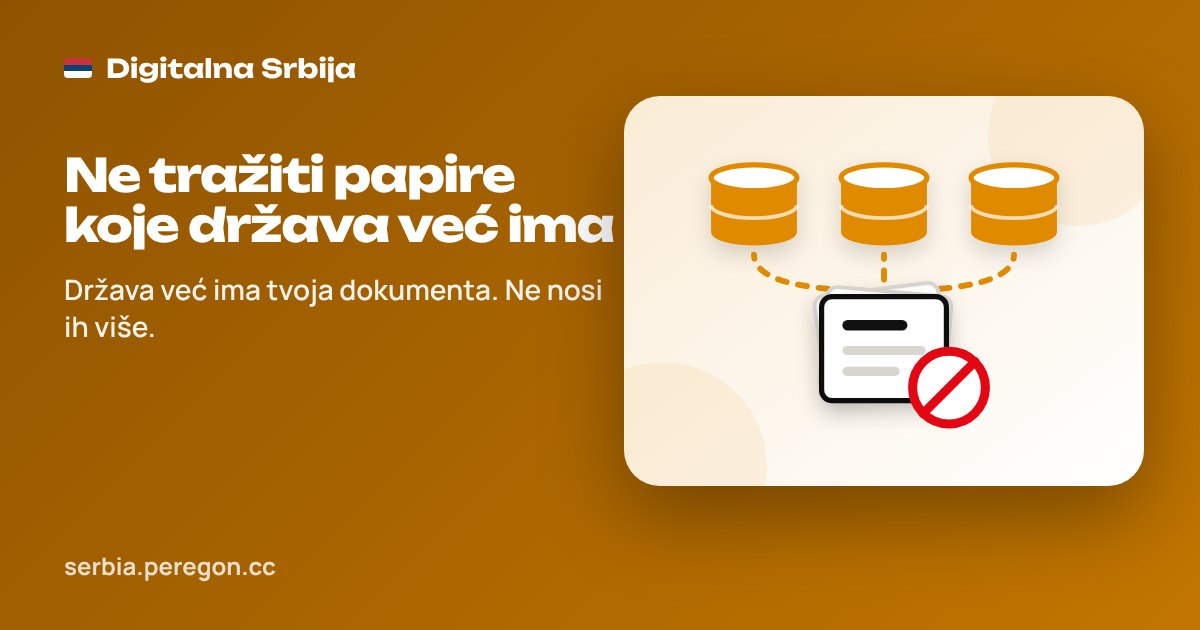 Digitalna Srbija
Ne tražiti papire
koje država već ima
Država već ima tvoja dokumenta. Ne nosi
ih više.
serbia.peregon.cc